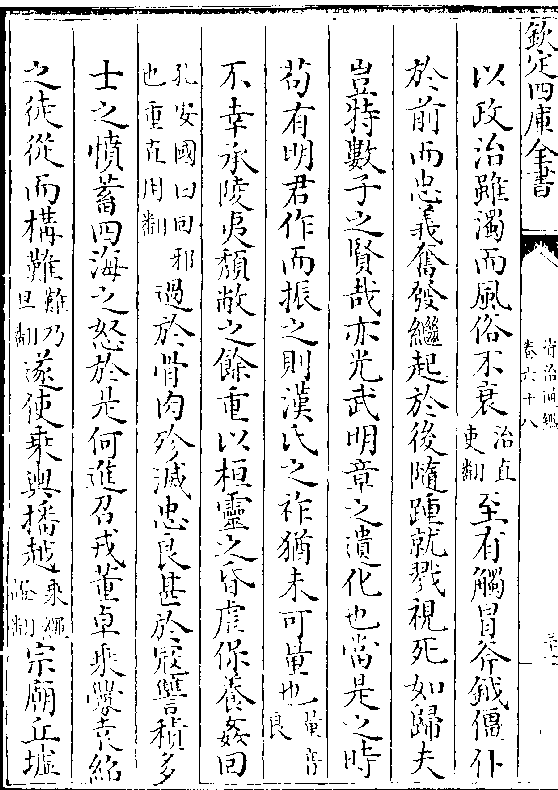 欽定四庫全書
資治通鑑
卷六十八
以政治雖濁而風俗不衰治直吏翻至有觸冒斧鉞僵仆
於前而忠義奮發繼起於後隨踵就戮視死如歸夫
豈特數子之賢哉亦光武明章之遺化也當是之時
茍有明君作而振之則漢氏之祚猶未可量也量音良
不幸承陵夷頽敝之餘重以桓靈之昏虐保養姦回
孔安國曰回邪也重直用翻過於骨肉殄滅忠良甚於寇讐積多
士之憤蓄四海之怒於是何進召戎董卓乘釁袁紹
之徒從而構難難乃旦翻遂使乘輿播越乘繩證翻宗廟丘墟